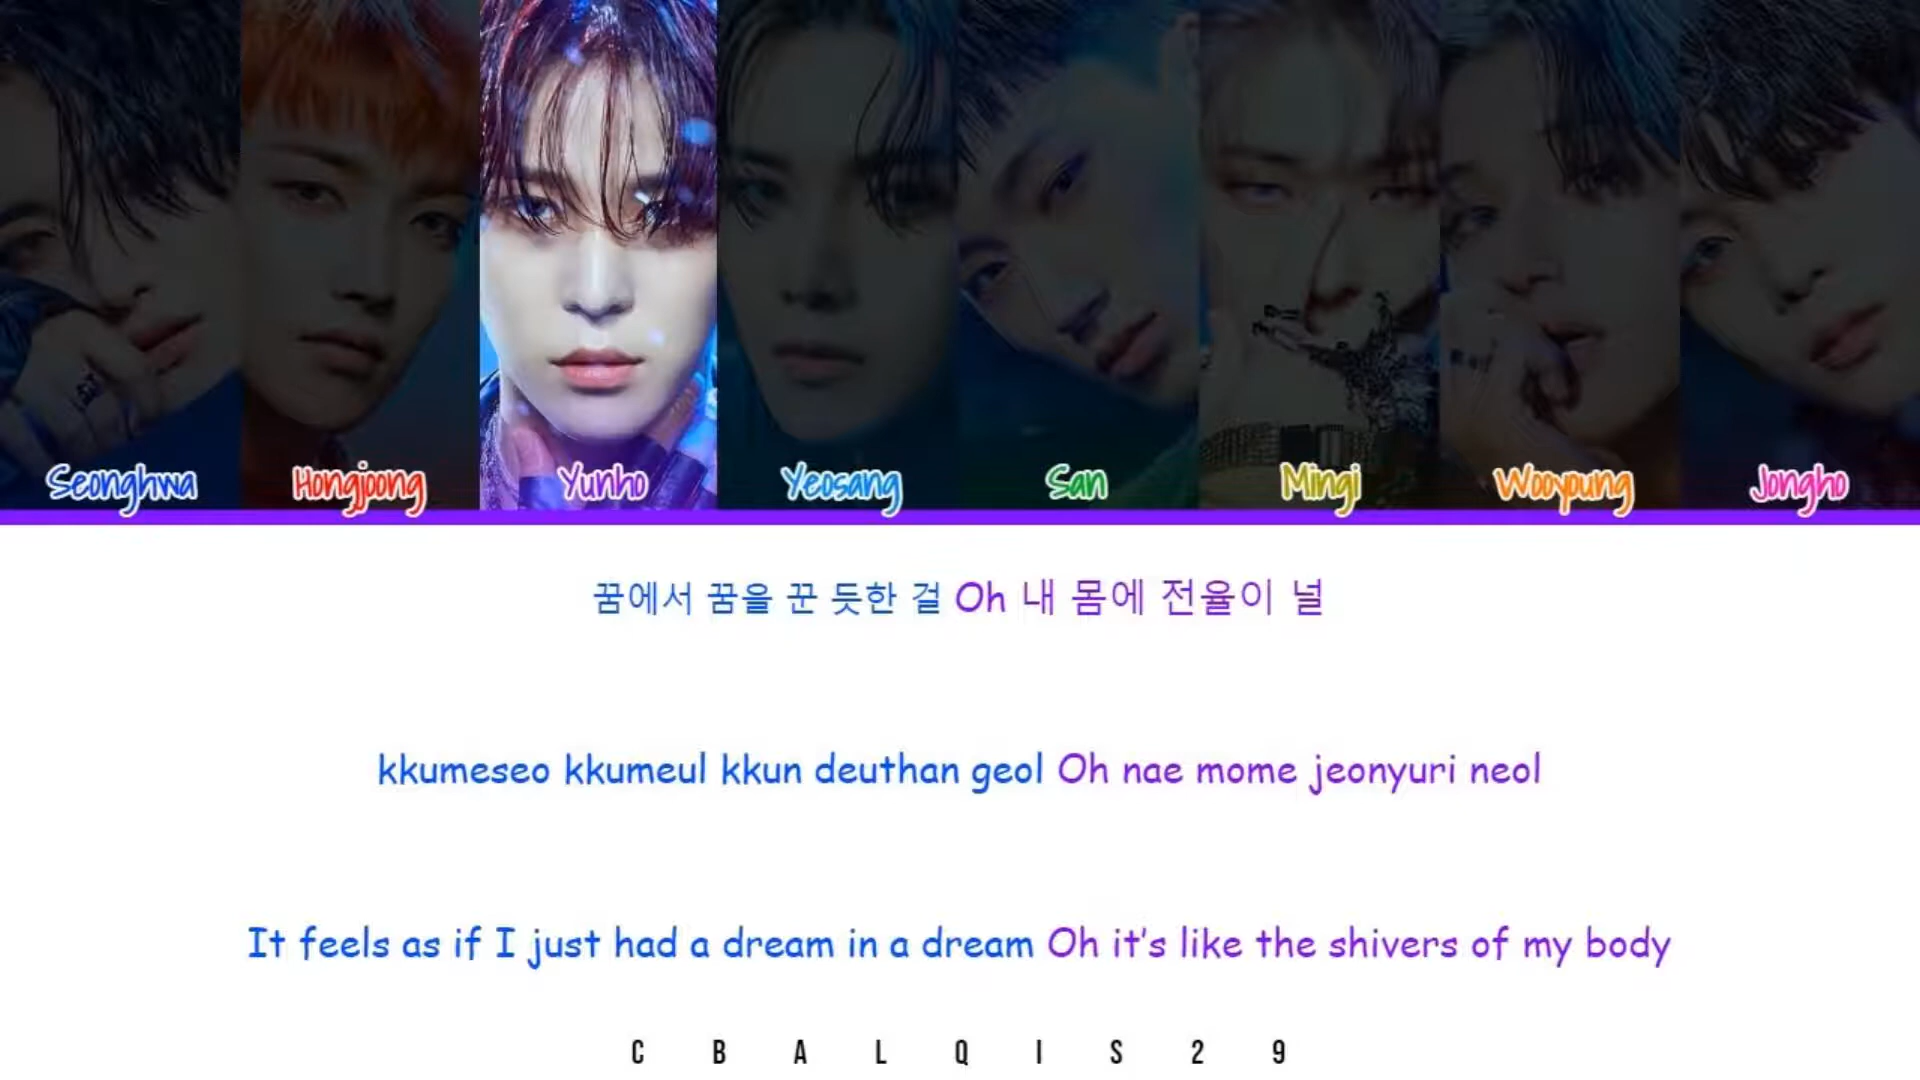 Seonghwa Hongjoong Yunho Yeosang San Mingi Wooyoung Jongho
꿈에서 꿈을 꾼 듯한 걸 Oh 내 몸에 전율이 널
kkumeseo kkumeul kkun deuthan geol Oh nae mome jeonyuri neol
It feels as if I just had a dream in a dream Oh it's like the shivers of my body
CBALQIS29